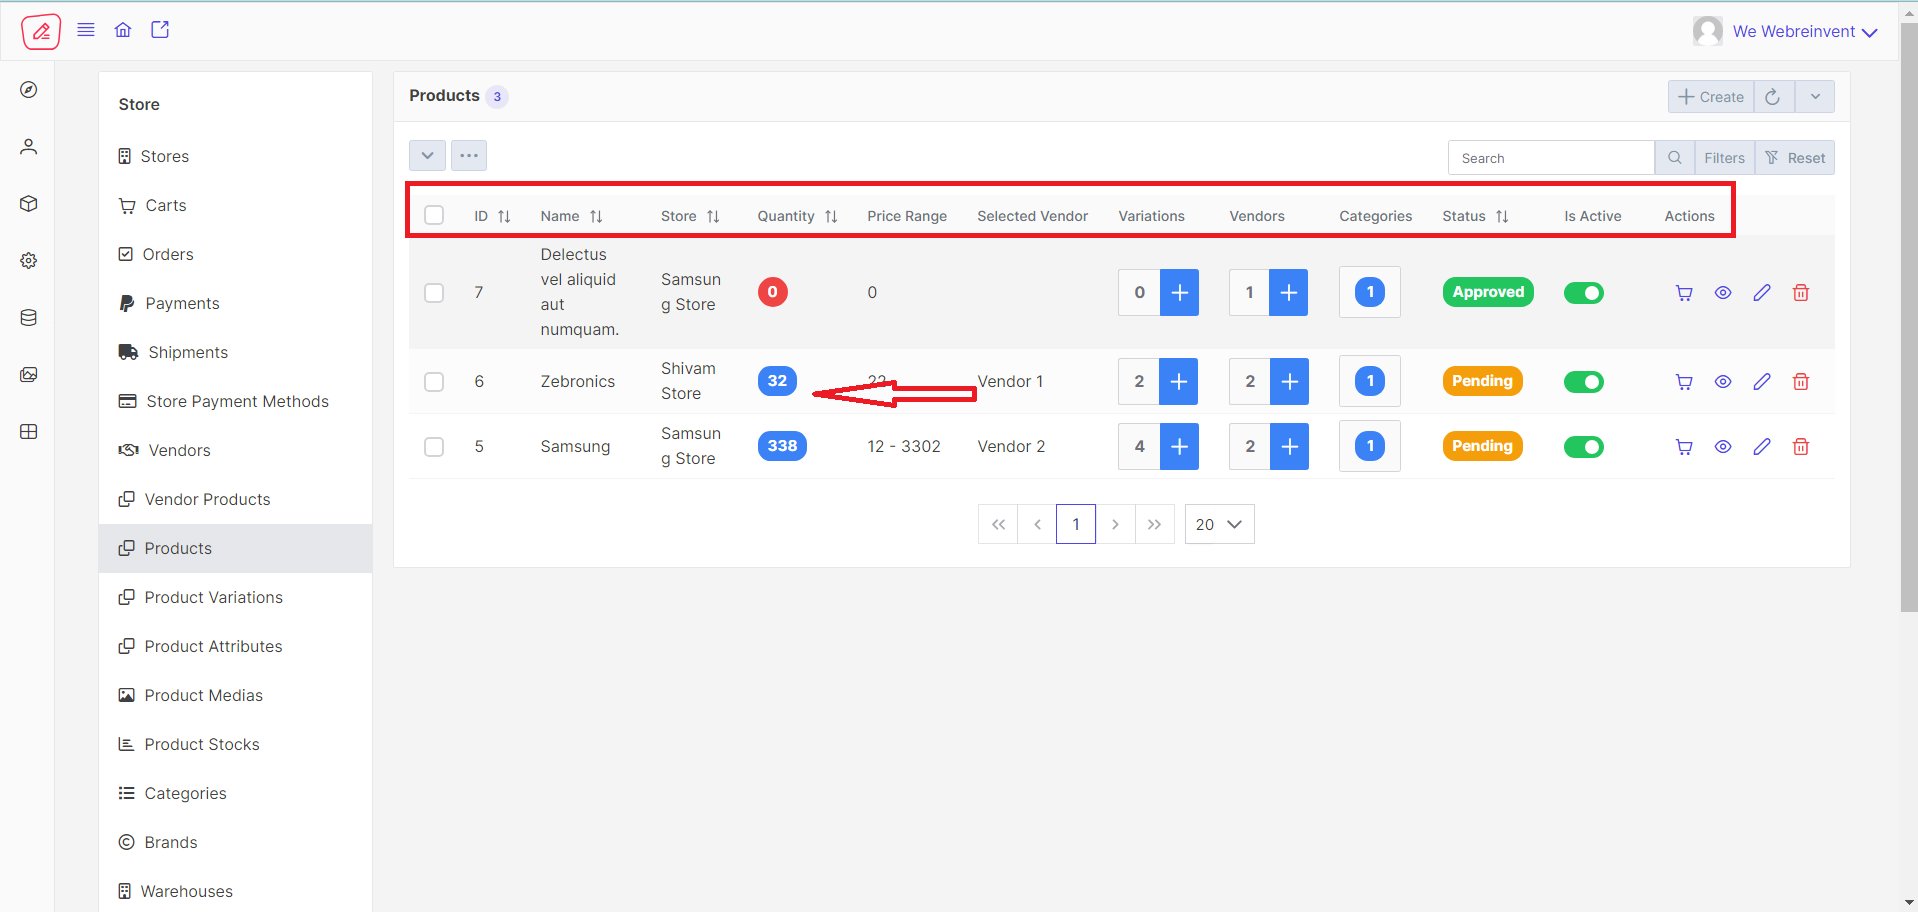 We Webreinvent
Store
Stores
Carts
Orders
Payments
Shipments
Store Payment Methods
Vendors
Vendor Products
Products
Product Variations
Product Attributes
Product Medias
Product Stocks
Categories
Brands
Warehouses
Products 3
Create
Search
Filters
Reset
ID Name Store Quantity Price Range Selected Vendor Variations Vendors Categories Status Is Active Actions
7
Delectus
vel aliquid
aut
numquam.
Samsun
g Store
0 0 0 1 1 Approved
6 Zebronics
Shivam
Store
32 Vendor 1 2 2 1 Pending
5 Samsung
Samsun
g Store
338 12 - 3302 Vendor 2 4 2 1 Pending
1 20